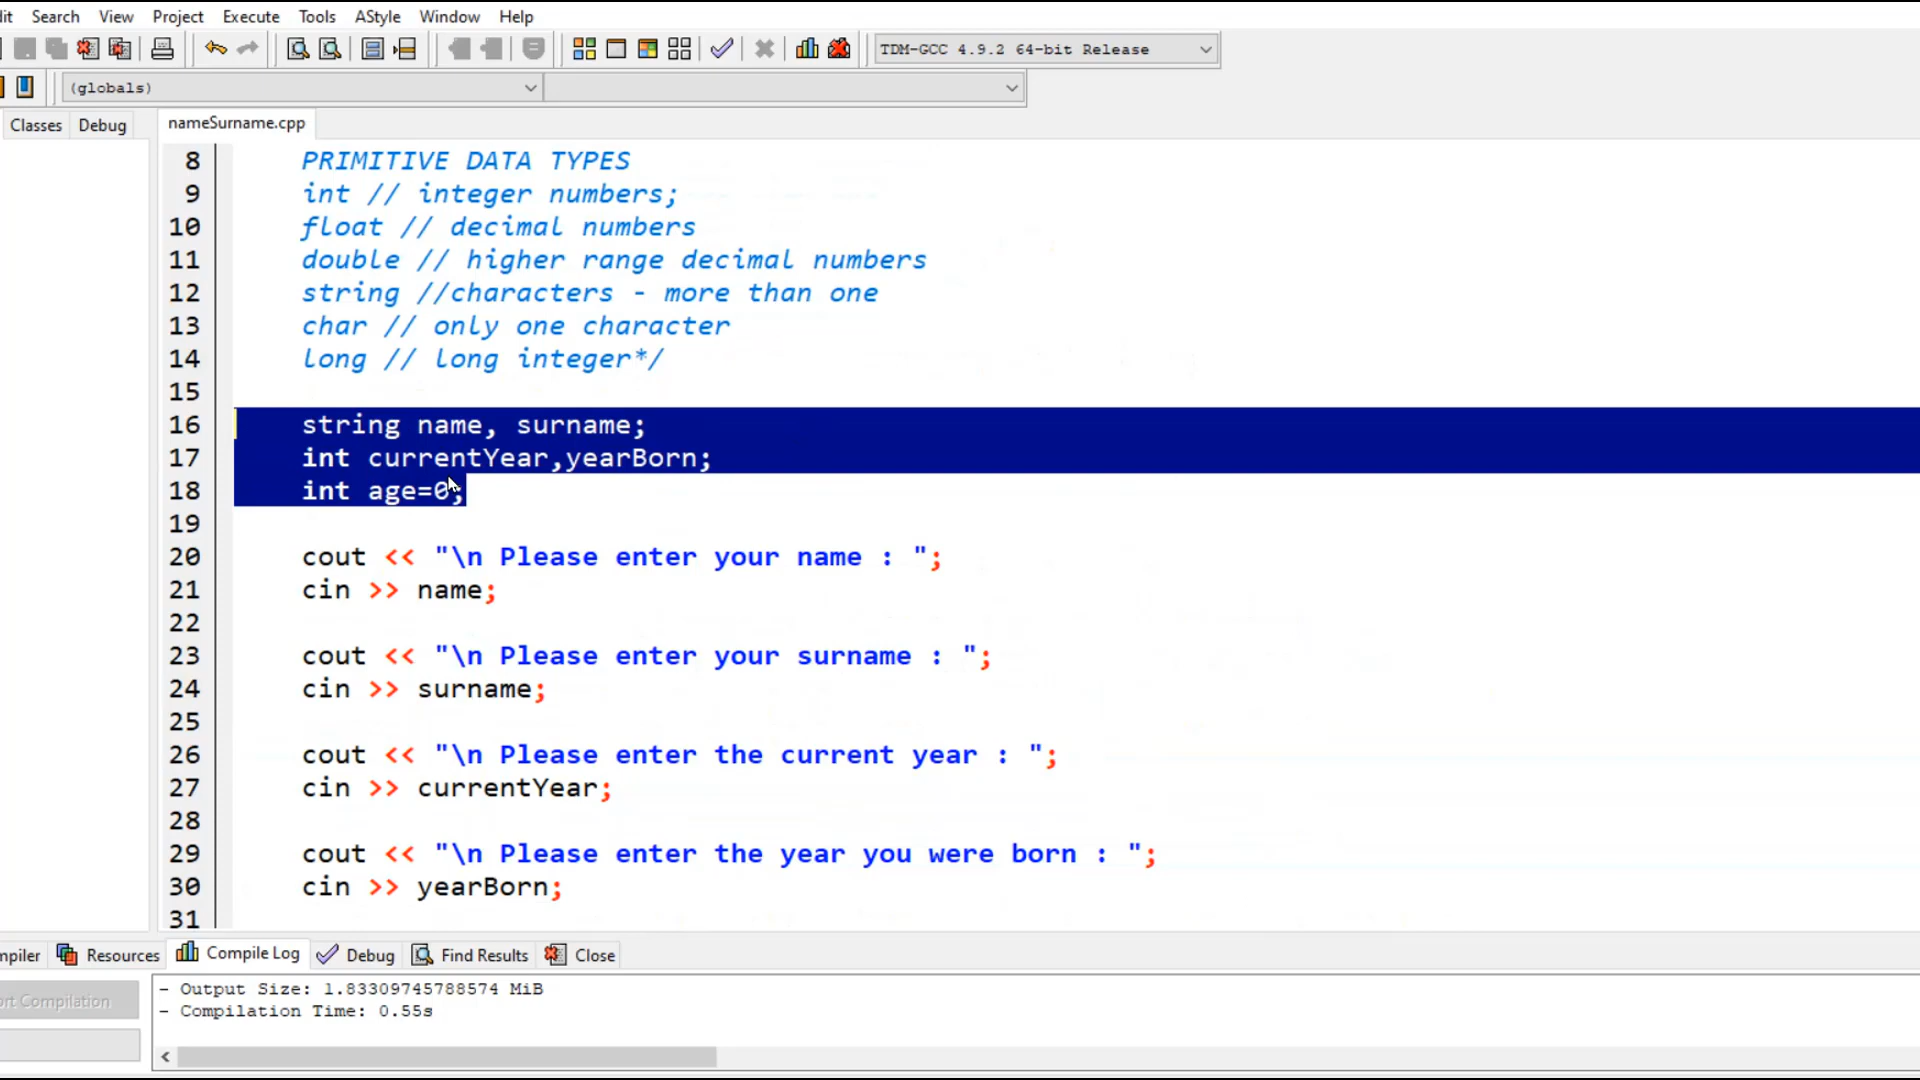 Search View Project Execute Tools AStyle Window Help
TDM-GCC 4.9.2 64-bit Release
(globals)
Classes Debug nameSurname.cpp
8 PRIMITIVE DATA TYPES
9 int // integer numbers;
10 float // decimal numbers
11 double // higher range decimal numbers
12 string //characters - more than one
13 char // only one character
14 long // long integer*/
15
16 string name, surname;
17 int currentYear,yearBorn;
18 int age=0;
19
20 cout << "\n Please enter your name : ";
21 cin >> name;
22
23 cout << "\n Please enter your surname : ";
24 cin >> surname;
25
26 cout << "\n Please enter the current year : ";
27 cin >> currentYear;
28
29 cout << "\n Please enter the year you were born : ";
30 cin >> yearBorn;
31
mpiler Resources Compile Log Debug Find Results Close
- Output Size: 1.83309745788574 MiB
ort Compilation
- Compilation Time: 0.55s